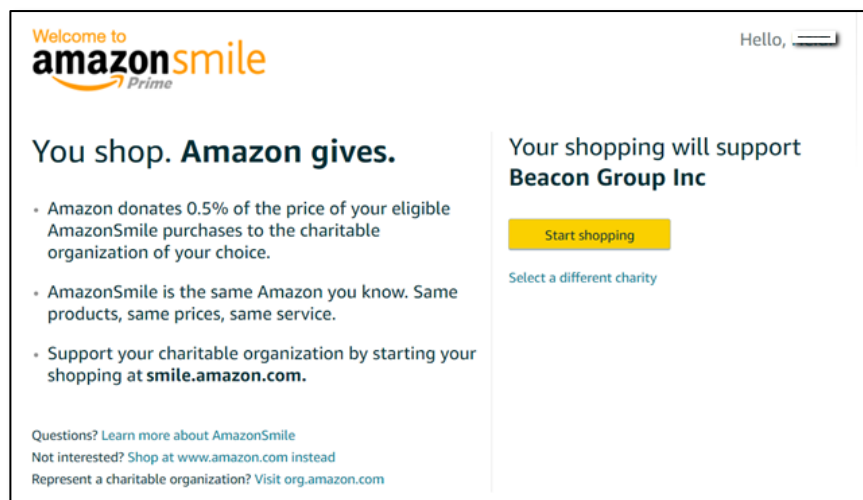 Welcome to
amazonsmile
Prime
Hello,
You shop. Amazon gives.
• Amazon donates 0.5% of the price of your eligible
AmazonSmile purchases to the charitable
organization of your choice.
• AmazonSmile is the same Amazon you know. Same
products, same prices, same service.
• Support your charitable organization by starting your
shopping at smile.amazon.com.
Questions? Learn more about AmazonSmile
Not interested? Shop at www.amazon.com instead
Represent a charitable organization? Visit org.amazon.com
Your shopping will support
Beacon Group Inc
Start shopping
Select a different charity